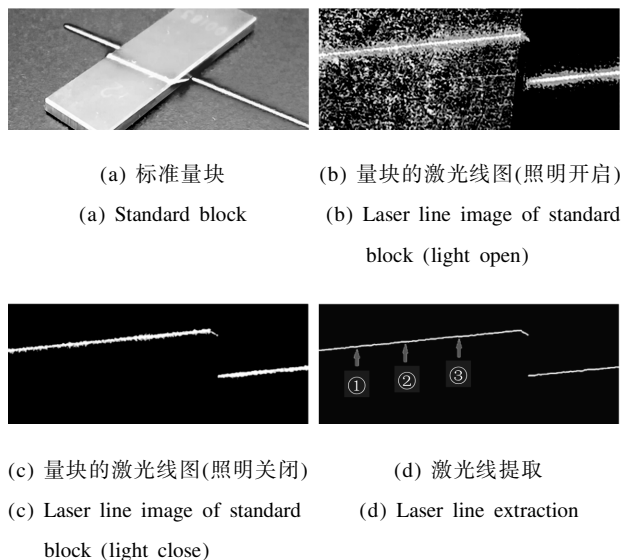 (a) 标准量块
(a) Standard block
(b) 量块的激光线图(照明开启)
(b) Laser line image of standard
block (light open)
①
②
③
(c) 量块的激光线图(照明关闭)
(c) Laser line image of standard
block (light close)
(d) 激光线提取
(d) Laser line extraction